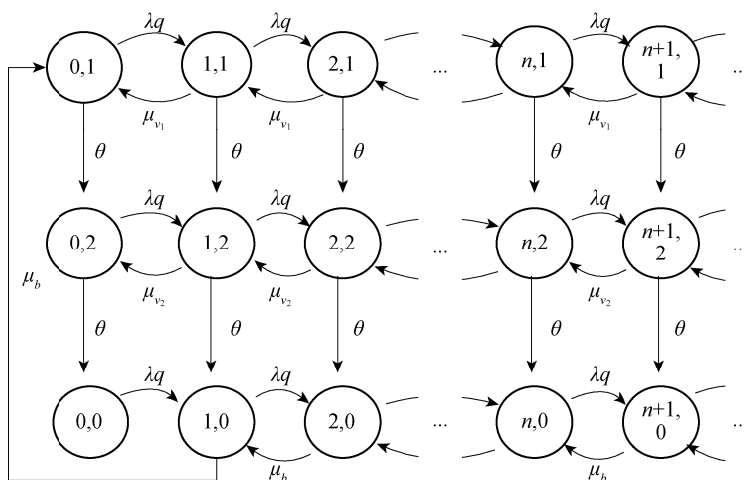 λq λq λq
0,1 1,1 2,1 ... n,1 n+1, 1 ...
μv1 μv1 μv1
θ θ θ θ θ
λq λq λq
0,2 1,2 2,2 ... n,2 n+1, 2 ..
μb μv2 μv2 μv2
θ θ θ θ θ
λq λq λq
0,0 1,0 2,0 ... n,0 n+1, 0 ..
μb μb